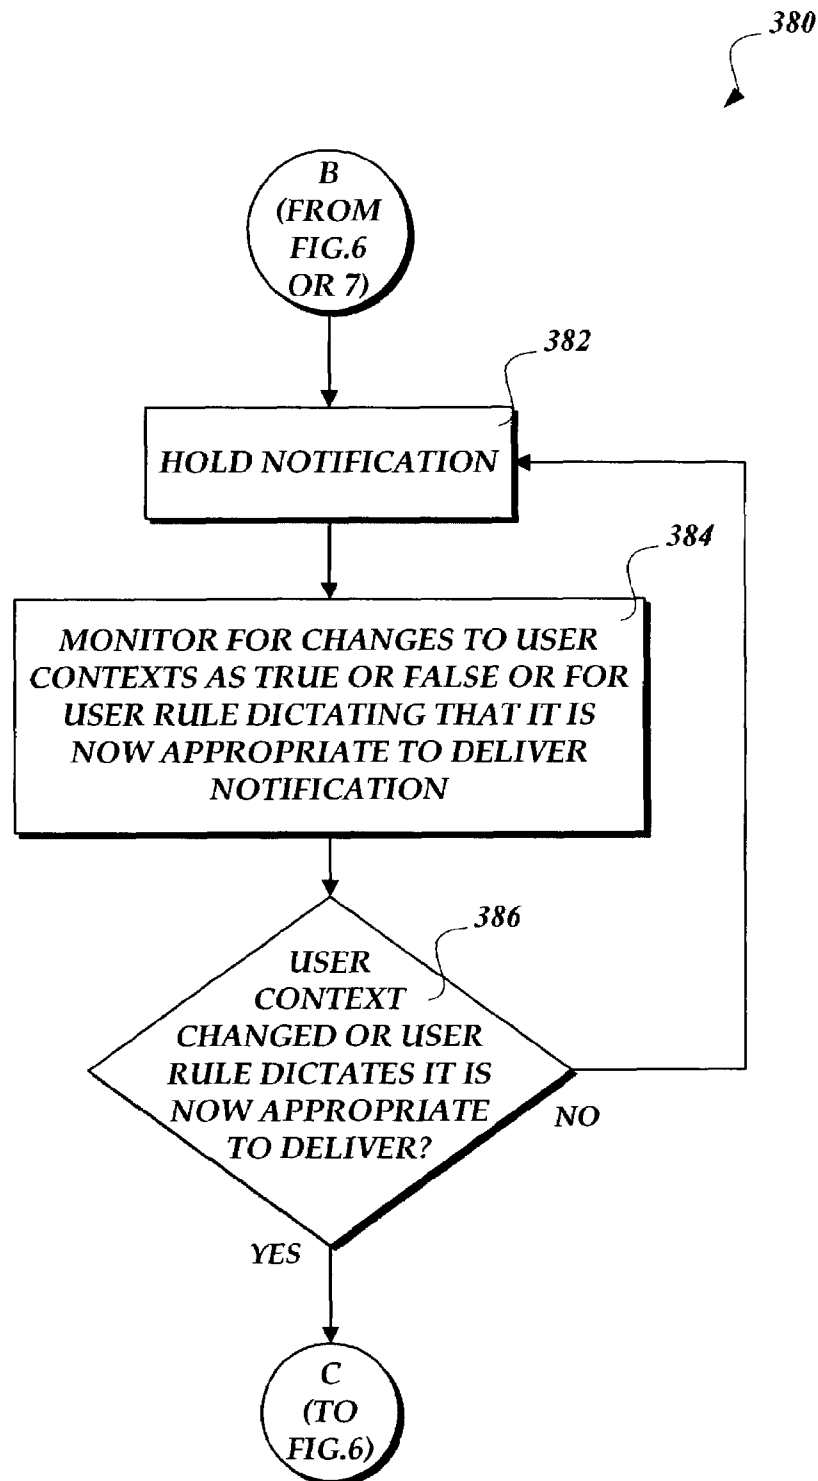 380
B
(FROM
FIG.6
OR 7)
382
HOLD NOTIFICATION
384
MONITOR FOR CHANGES TO USER
CONTEXTS AS TRUE OR FALSE OR FOR
USER RULE DICTATING THAT IT IS
NOW APPROPRIATE TO DELIVER
NOTIFICATION
386
USER
CONTEXT
CHANGED OR USER
RULE DICTATES IT IS
NOW APPROPRIATE
TO DELIVER?
NO
YES
C
(TO
FIG.6)